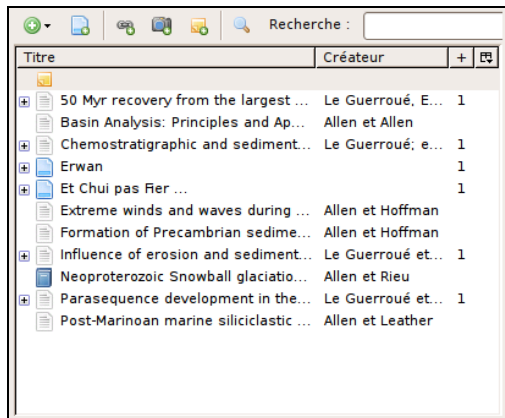 Recherche :
Titre Créateur +
50 Myr recovery from the largest ... Le Guerroué, E... 1
Basin Analysis: Principles and Ap... Allen et Allen
Chemostratigraphic and sediment... Le Guerroué; e... 1
Erwan 1
Et Chui pas Fier ... 1
Extreme winds and waves during ... Allen et Hoffman
Formation of Precambrian sedime... Allen et Hoffman
Influence of erosion and sediment... Le Guerroué et... 1
Neoproterozoic Snowball glaciatio... Allen et Rieu
Parasequence development in the... Le Guerroué et... 1
Post-Marinoan marine siliciclastic ... Allen et Leather